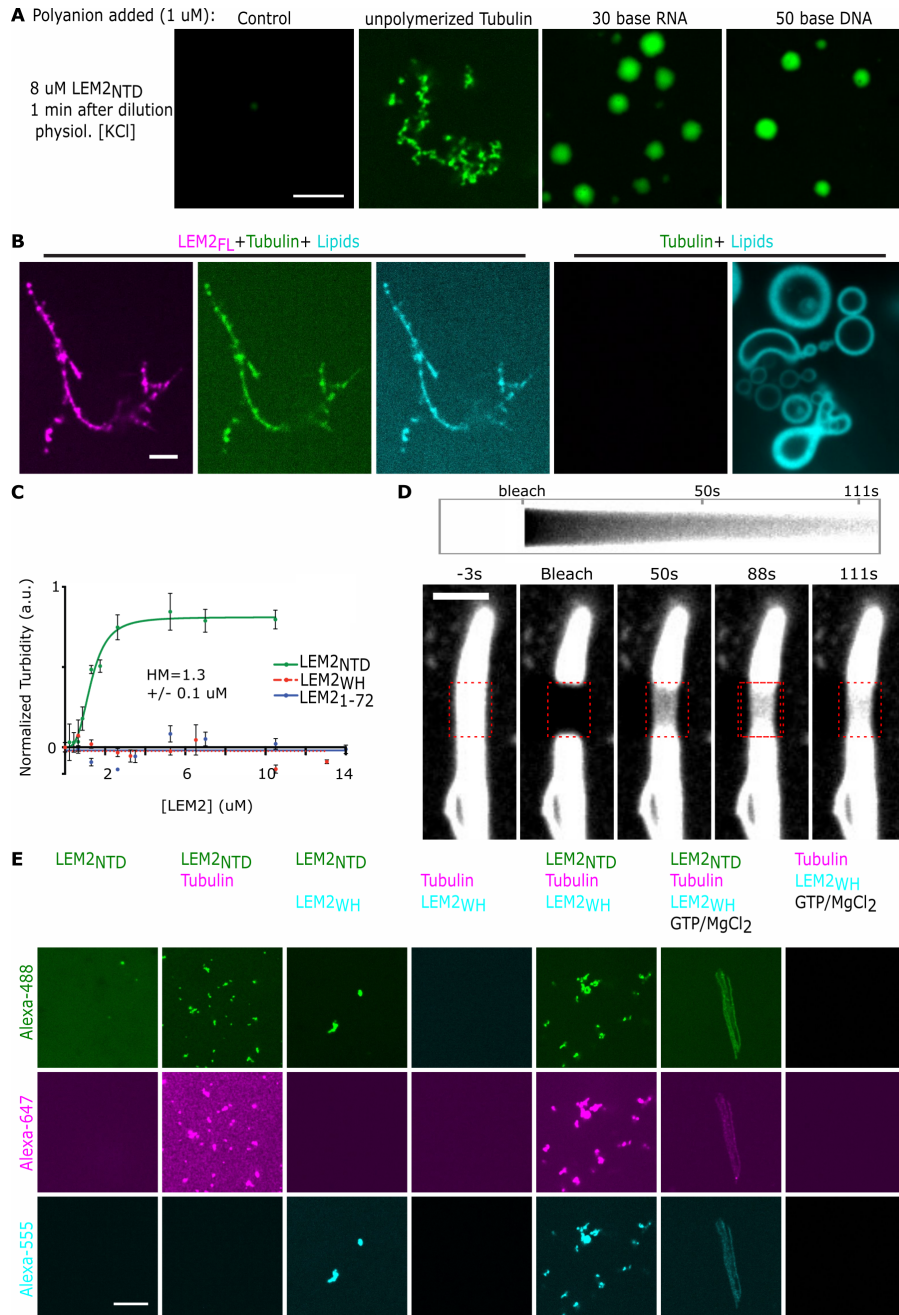 A Polyanion added (1 uM): Control unpolymerized Tubulin 30 base RNA 50 base DNA
8 uM LEM2NTD
1 min after dilution
physiol. [KCl]
B LEM2FL+Tubulin+ Lipids Tubulin+ Lipids
C
Normalized Turbidity (a.u.)
1
0
HM=1.3
+/- 0.1 uM
LEM2NTD
LEM2WH
LEM21-72
2 6 10 14
[LEM2] (uM)
D
bleach 50s 111s
-3s Bleach 50s 88s 111s
E LEM2NTD LEM2NTD LEM2NTD LEM2NTD LEM2NTD Tubulin
Tubulin Tubulin Tubulin Tubulin LEM2WH
LEM2WH LEM2WH LEM2WH LEM2WH GTP/MgCl2
GTP/MgCl2
Alexa-488
Alexa-647
Alexa-555